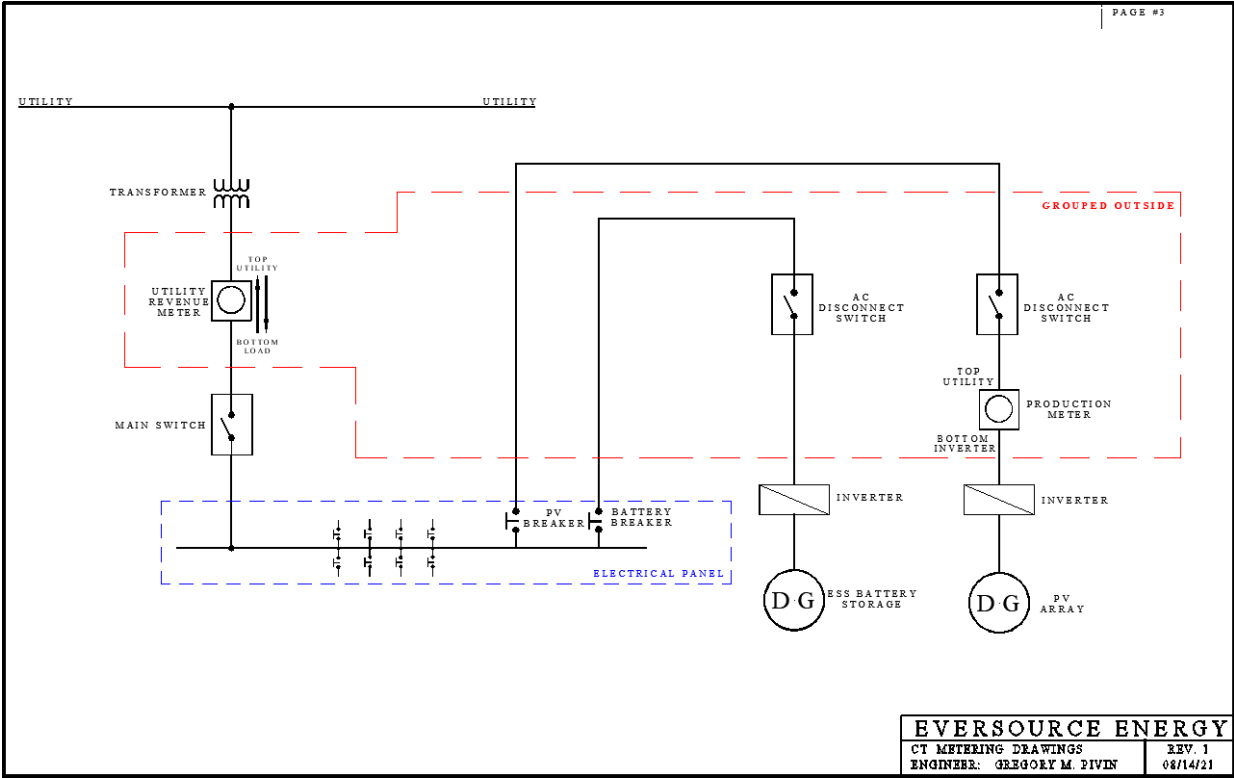 PAGE #3
UTILITY
UTILITY
TRANSFORMER
GROUPED OUTSIDE
TOP
UTILITY
UTILITY
REVENUE
METER
BOTTOM
LOAD
AC
DISCONNECT
SWITCH
AC
DISCONNECT
SWITCH
TOP
UTILITY
PRODUCTION
METER
BOTTOM
INVERTER
MAIN SWITCH
INVERTER
INVERTER
PV
BREAKER
BATTERY
BREAKER
ELECTRICAL PANEL
D·G
ESS BATTERY
STORAGE
D·G
PV
ARRAY
EVERSOURCE ENERGY
CT METERING DRAWINGS
ENGINEER: GREGORY M. PIVIN
REV. 1
08/14/21